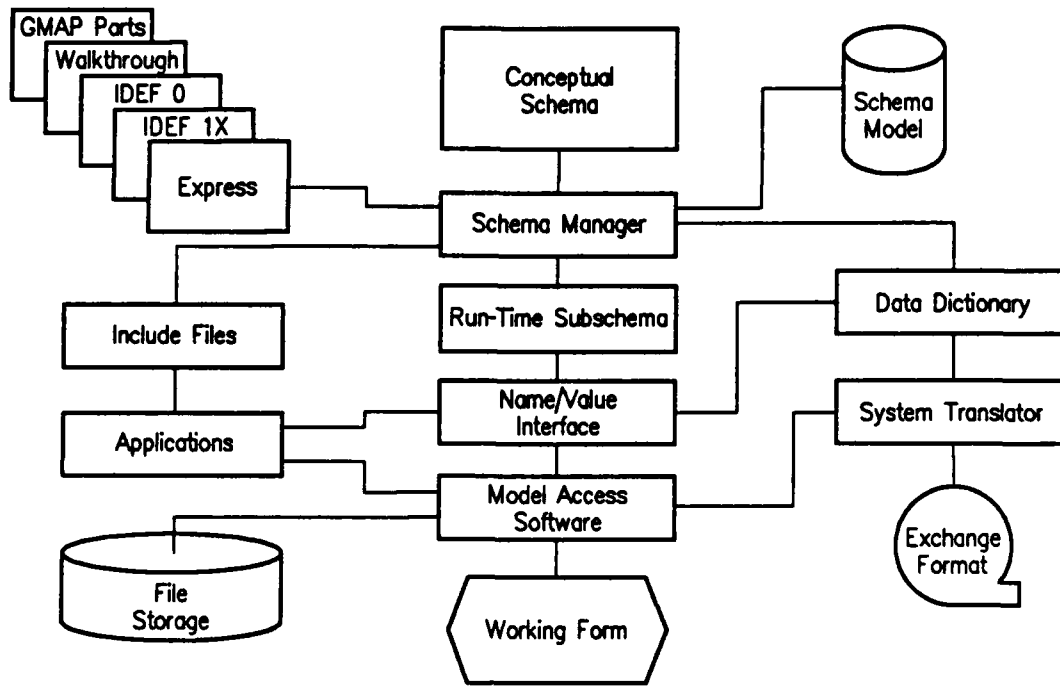 GMAP Parts
Walkthrough
IDEF 0
IDEF 1X
Express
Conceptual
Schema
Schema
Model
Schema Manager
Run-Time Subschema
Data Dictionary
Include Files
Name/Value
Interface
System Translator
Applications
Model Access
Software
Exchange
Format
File
Storage
Working Form